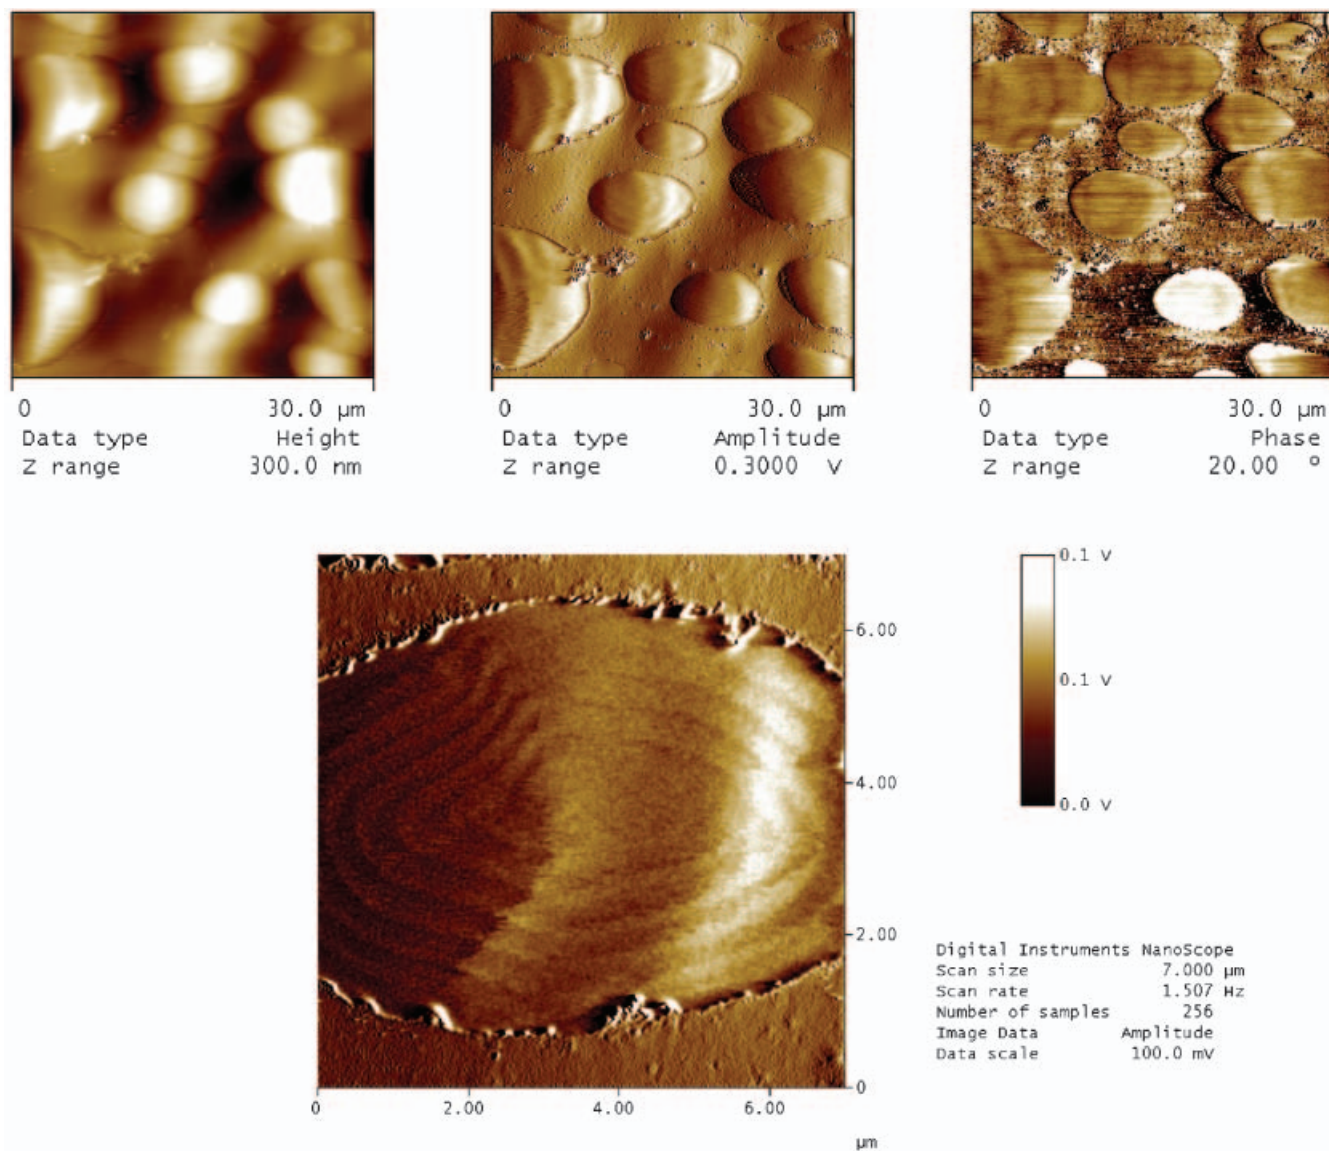 0 30.0 µm
Data type Height
Z range 300.0 nm
0 30.0 µm
Data type Amplitude
Z range 0.3000 V
0 30.0 µm
Data type Phase
Z range 20.00 º
6.00
4.00
2.00
0
0 2.00 4.00 6.00
µm
0.1 V
0.1 V
0.0 V
Digital Instruments NanoScope
Scan size 7.000 µm
Scan rate 1.507 Hz
Number of samples 256
Image Data Amplitude
Data scale 100.0 mV